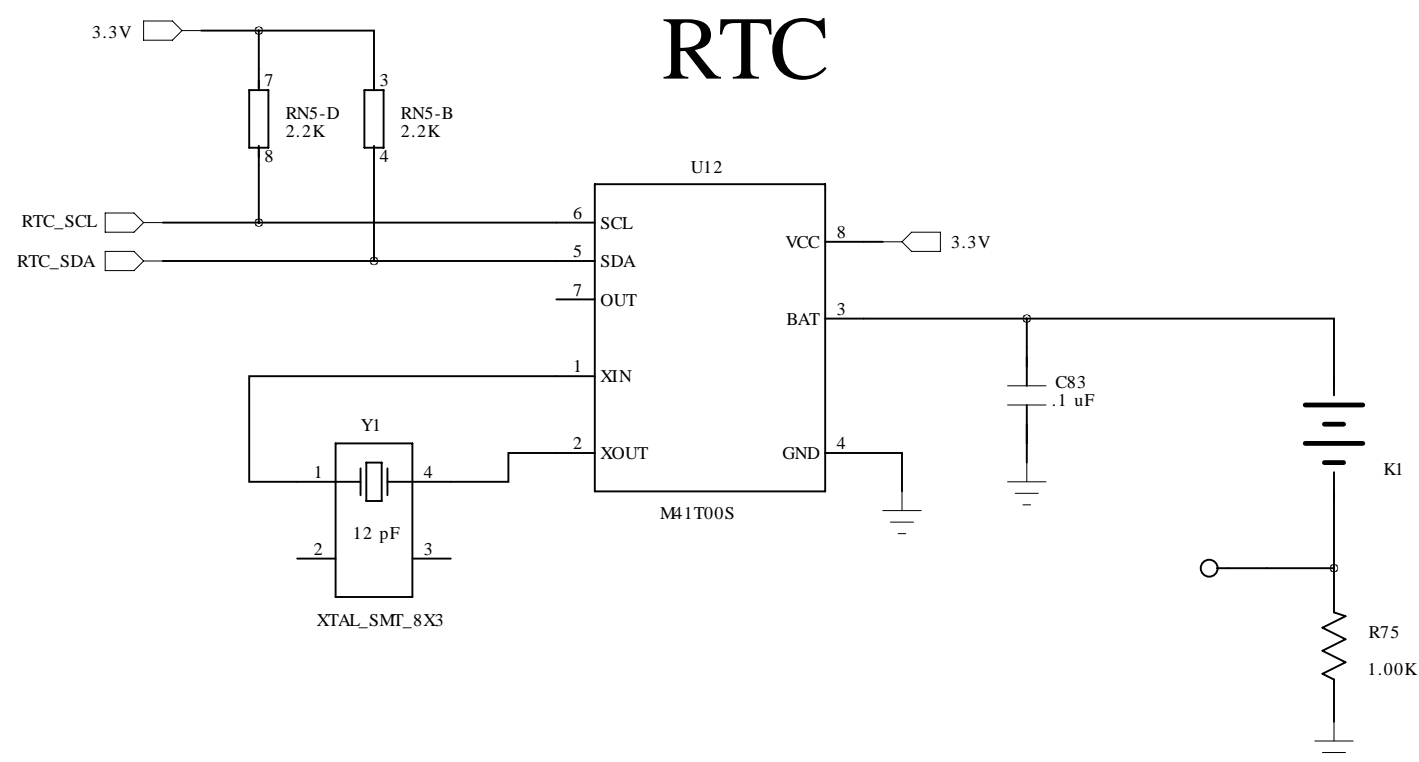 RTC
3.3V
7
3
RN5-D
2.2K
RN5-B
2.2K
8
4
U12
RTC_SCL
6
SCL
VCC
8
3.3V
RTC_SDA
5
SDA
7
OUT
BAT
3
1
XIN
C83
.1 uF
Y1
2
XOUT
GND
4
K1
1
4
M41T00S
12 pF
2
3
XTAL_SMT_8X3
R75
1.00K